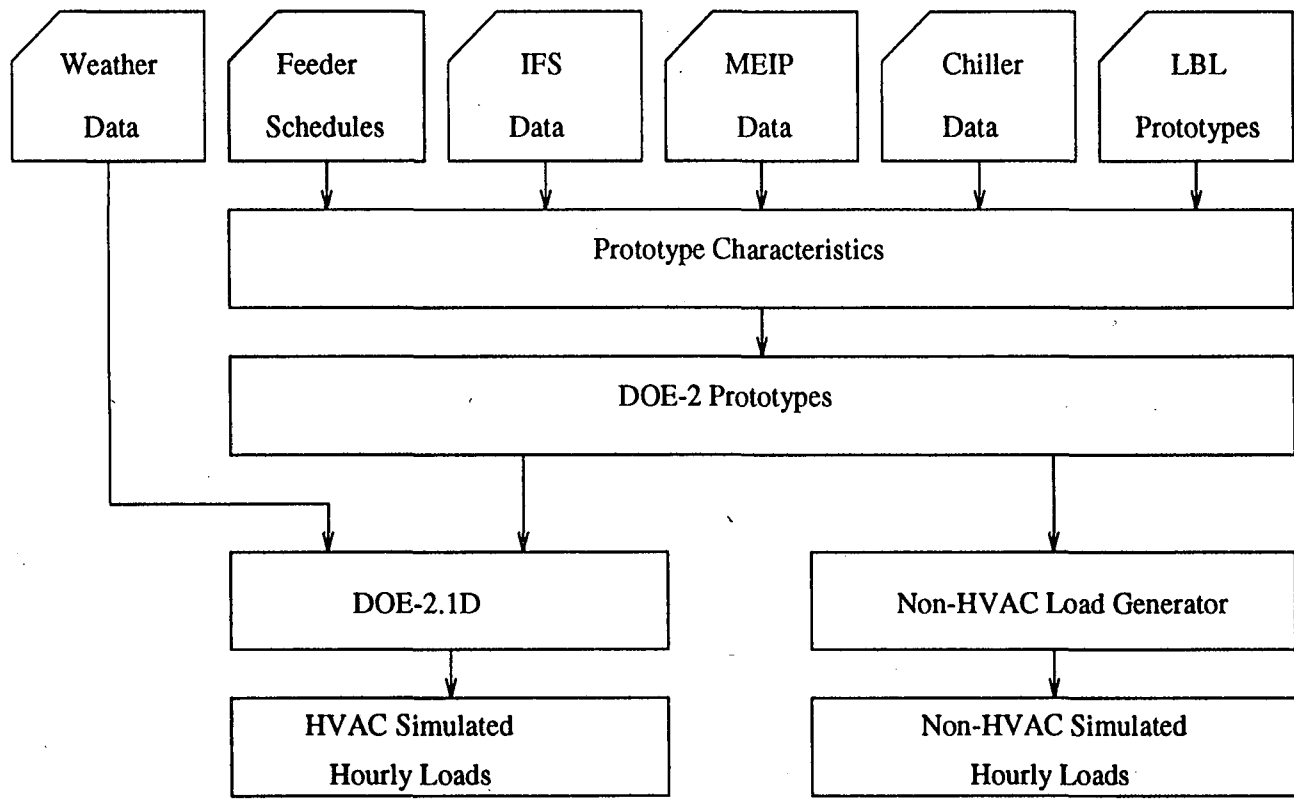 Weather
Data
Feeder
Schedules
IFS
Data
MEIP
Data
Chiller
Data
LBL
Prototypes
Prototype Characteristics
DOE-2 Prototypes
DOE-2.1D
Non-HVAC Load Generator
HVAC Simulated
Hourly Loads
Non-HVAC Simulated
Hourly Loads